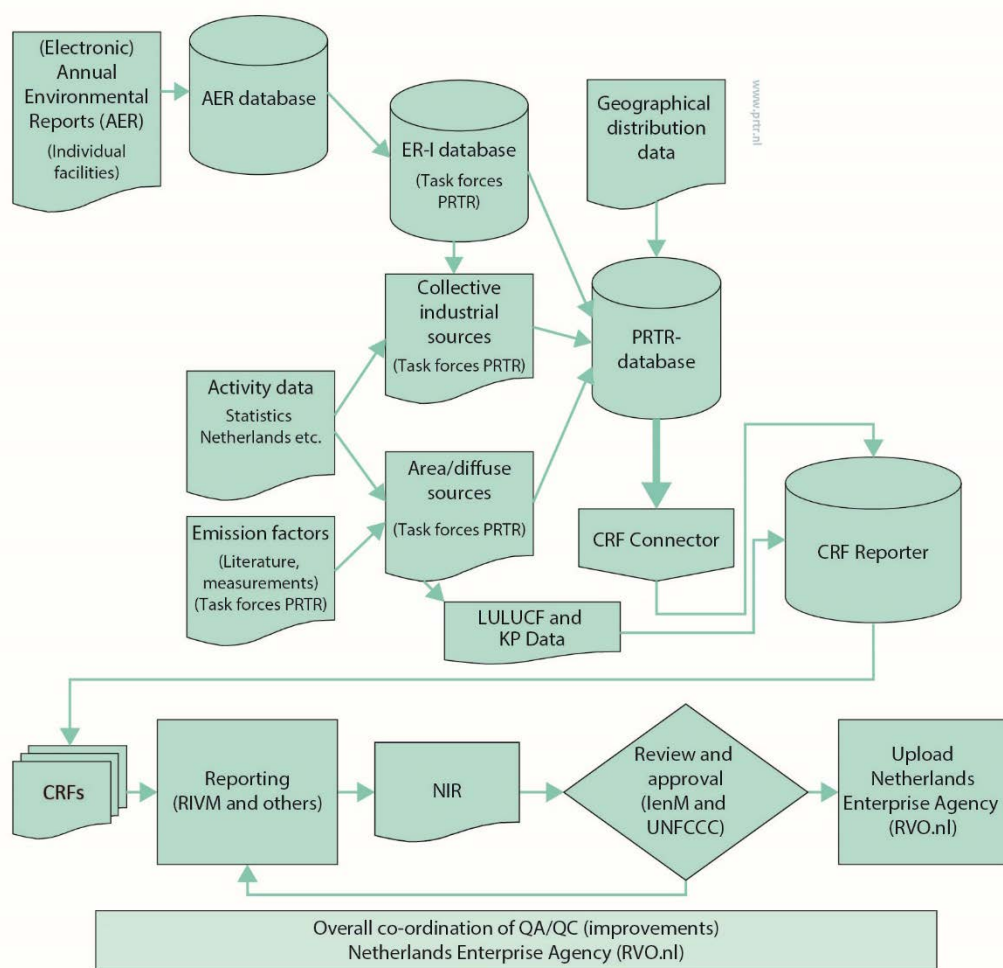 (Electronic)
Annual
Environmental
Reports (AER)
(Individual
facilities)
AER database
ER-I database
(Task forces
PRTR)
Geographical
distribution
data
www.prtr.nl
Collective
industrial
sources
(Task forces PRTR)
PRTR-
database
Activity data
Statistics
Netherlands etc.
Area/diffuse
sources
(Task forces PRTR)
Emission factors
(Literature,
measurements)
(Task forces PRTR)
CRF Connector
CRF Reporter
LULUCF and
KP Data
CRFs
Reporting
(RIVM and others)
NIR
Review and
approval
(IenM and
UNFCCC)
Upload
Netherlands
Enterprise Agency
(RVO.nl)
Overall co-ordination of QA/QC (improvements)
Netherlands Enterprise Agency (RVO.nl)